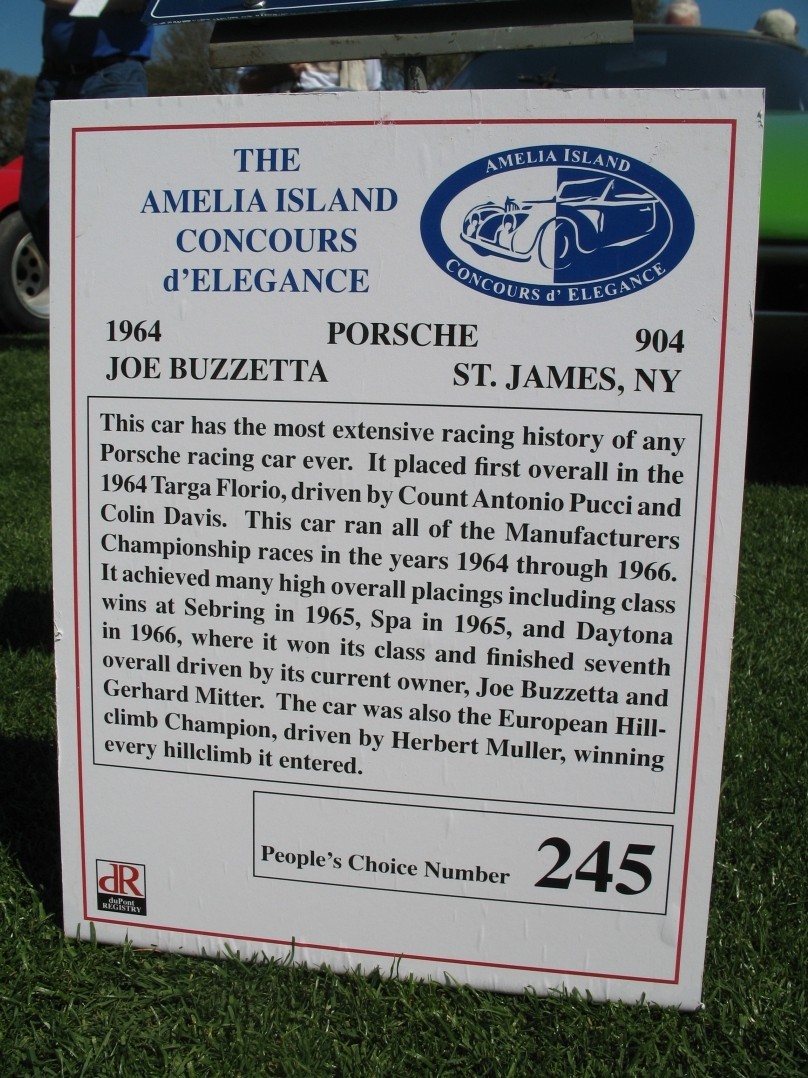 THE
AMELIA ISLAND
CONCOURS
d'ELEGANCE
AMELIA ISLAND
CONCOURS d' ELEGANCE
1964 PORSCHE 904
JOE BUZZETTA ST. JAMES, NY
This car has the most extensive racing history of any
Porsche racing car ever. It placed first overall in the
1964 Targa Florio, driven by Count Antonio Pucci and
Colin Davis. This car ran all of the Manufacturers
Championship races in the years 1964 through 1966.
It achieved many high overall placings including class
wins at Sebring in 1965, Spa in 1965, and Daytona
in 1966, where it won its class and finished seventh
overall driven by its current owner, Joe Buzzetta and
Gerhard Mitter. The car was also the European Hill-
climb Champion, driven by Herbert Muller, winning
every hillclimb it entered.
People's Choice Number 245
dR
duPont
REGISTRY